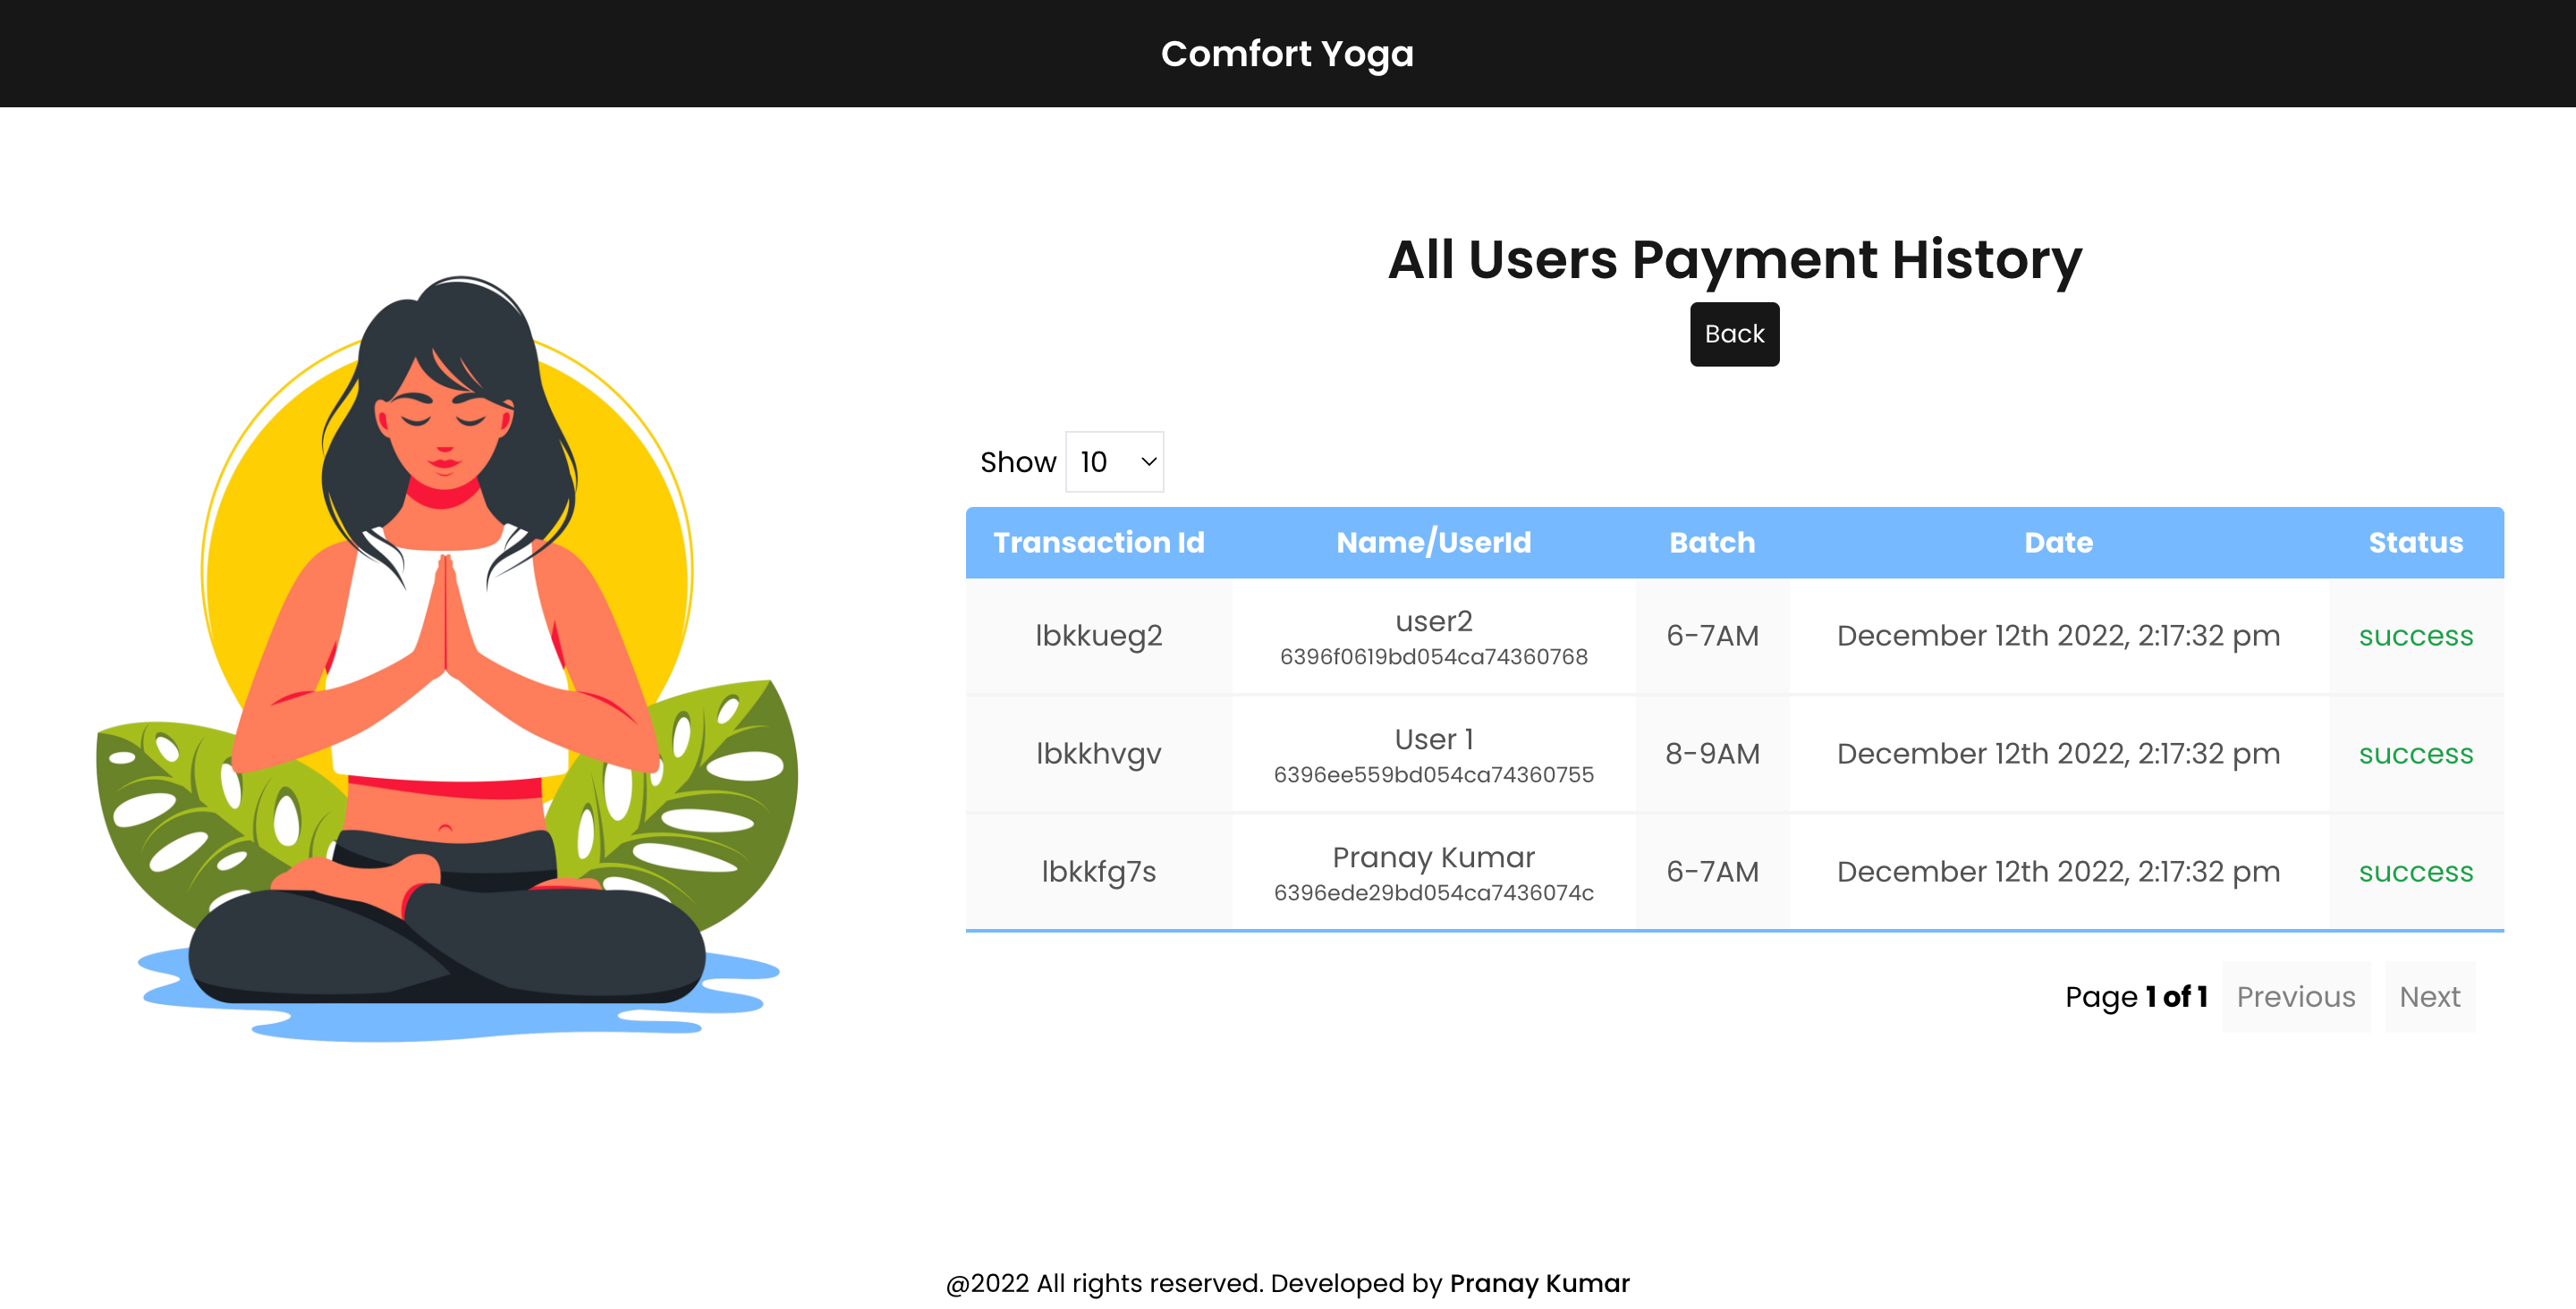 Comfort Yoga
All Users Payment History
Back
Show 10
Transaction Id Name/UserId Batch Date Status
lbkkueg2 user2 6-7AM December 12th 2022, 2:17:32 pm success
6396f0619bd054ca74360768
lbkkhvgv User 1 8-9AM December 12th 2022, 2:17:32 pm success
6396ee559bd054ca74360755
lbkkfg7s Pranay Kumar 6-7AM December 12th 2022, 2:17:32 pm success
6396ede29bd054ca7436074c
Page 1 of 1 Previous Next
@2022 All rights reserved. Developed by Pranay Kumar